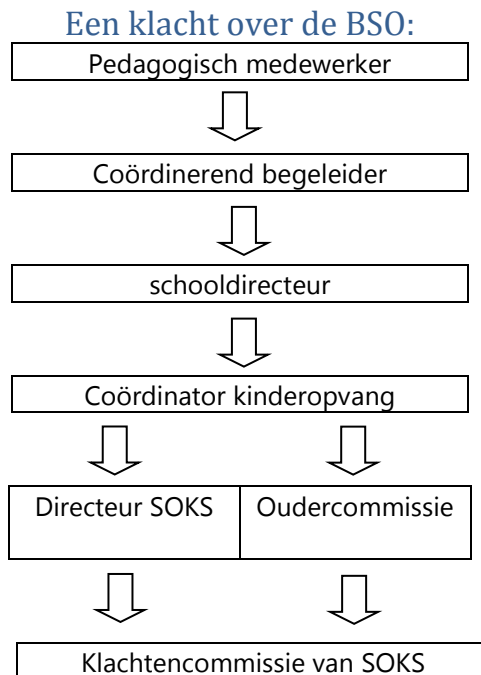 Een klacht over de BSO:
Pedagogisch medewerker
Coördinerend begeleider
schooldirecteur
Coördinator kinderopvang
Directeur SOKS
Oudercommissie
Klachtencommissie van SOKS